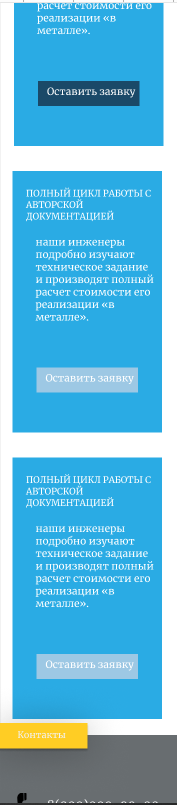 расчет стоимости его
реализации «в
металле».
Оставить заявку
ПОЛНЫЙ ЦИКЛ РАБОТЫ С
АВТОРСКОЙ
ДОКУМЕНТАЦИЕЙ
наши инженеры
подробно изучают
техническое задание
и производят полный
расчет стоимости его
реализации «в
металле».
Оставить заявку
ПОЛНЫЙ ЦИКЛ РАБОТЫ С
АВТОРСКОЙ
ДОКУМЕНТАЦИЕЙ
наши инженеры
подробно изучают
техническое задание
и производят полный
расчет стоимости его
реализации «в
металле».
Оставить заявку
Контакты